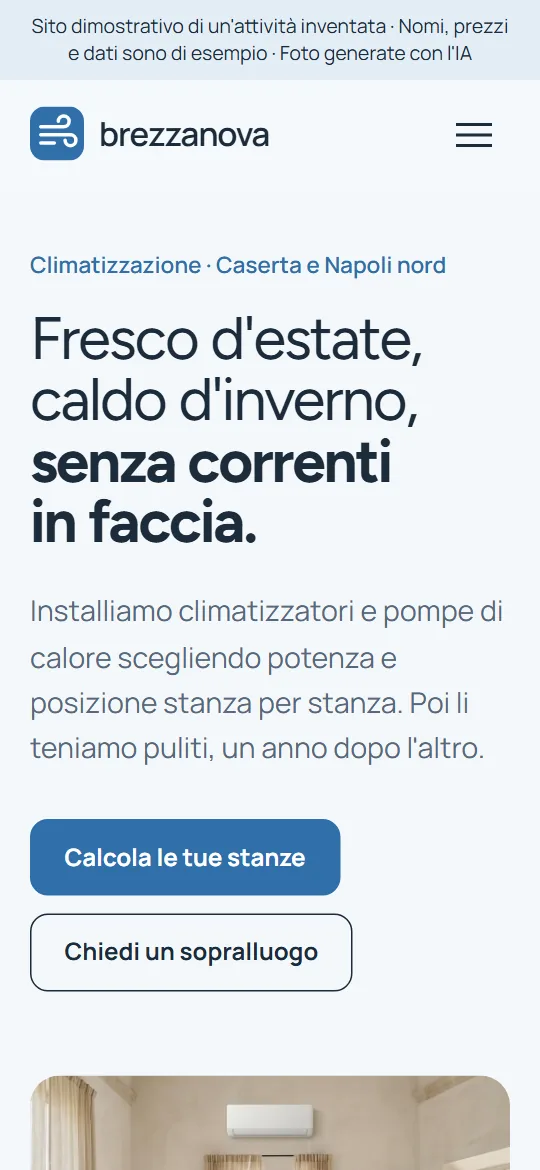 Sito dimostrativo di un'attività inventata · Nomi, prezzi
e dati sono di esempio · Foto generate con l'IA
brezzanova
Climatizzazione · Caserta e Napoli nord
Fresco d'estate,
caldo d'inverno,
senza correnti
in faccia.
Installiamo climatizzatori e pompe di
calore scegliendo potenza e
posizione stanza per stanza. Poi li
teniamo puliti, un anno dopo l'altro.
Calcola le tue stanze
Chiedi un sopralluogo